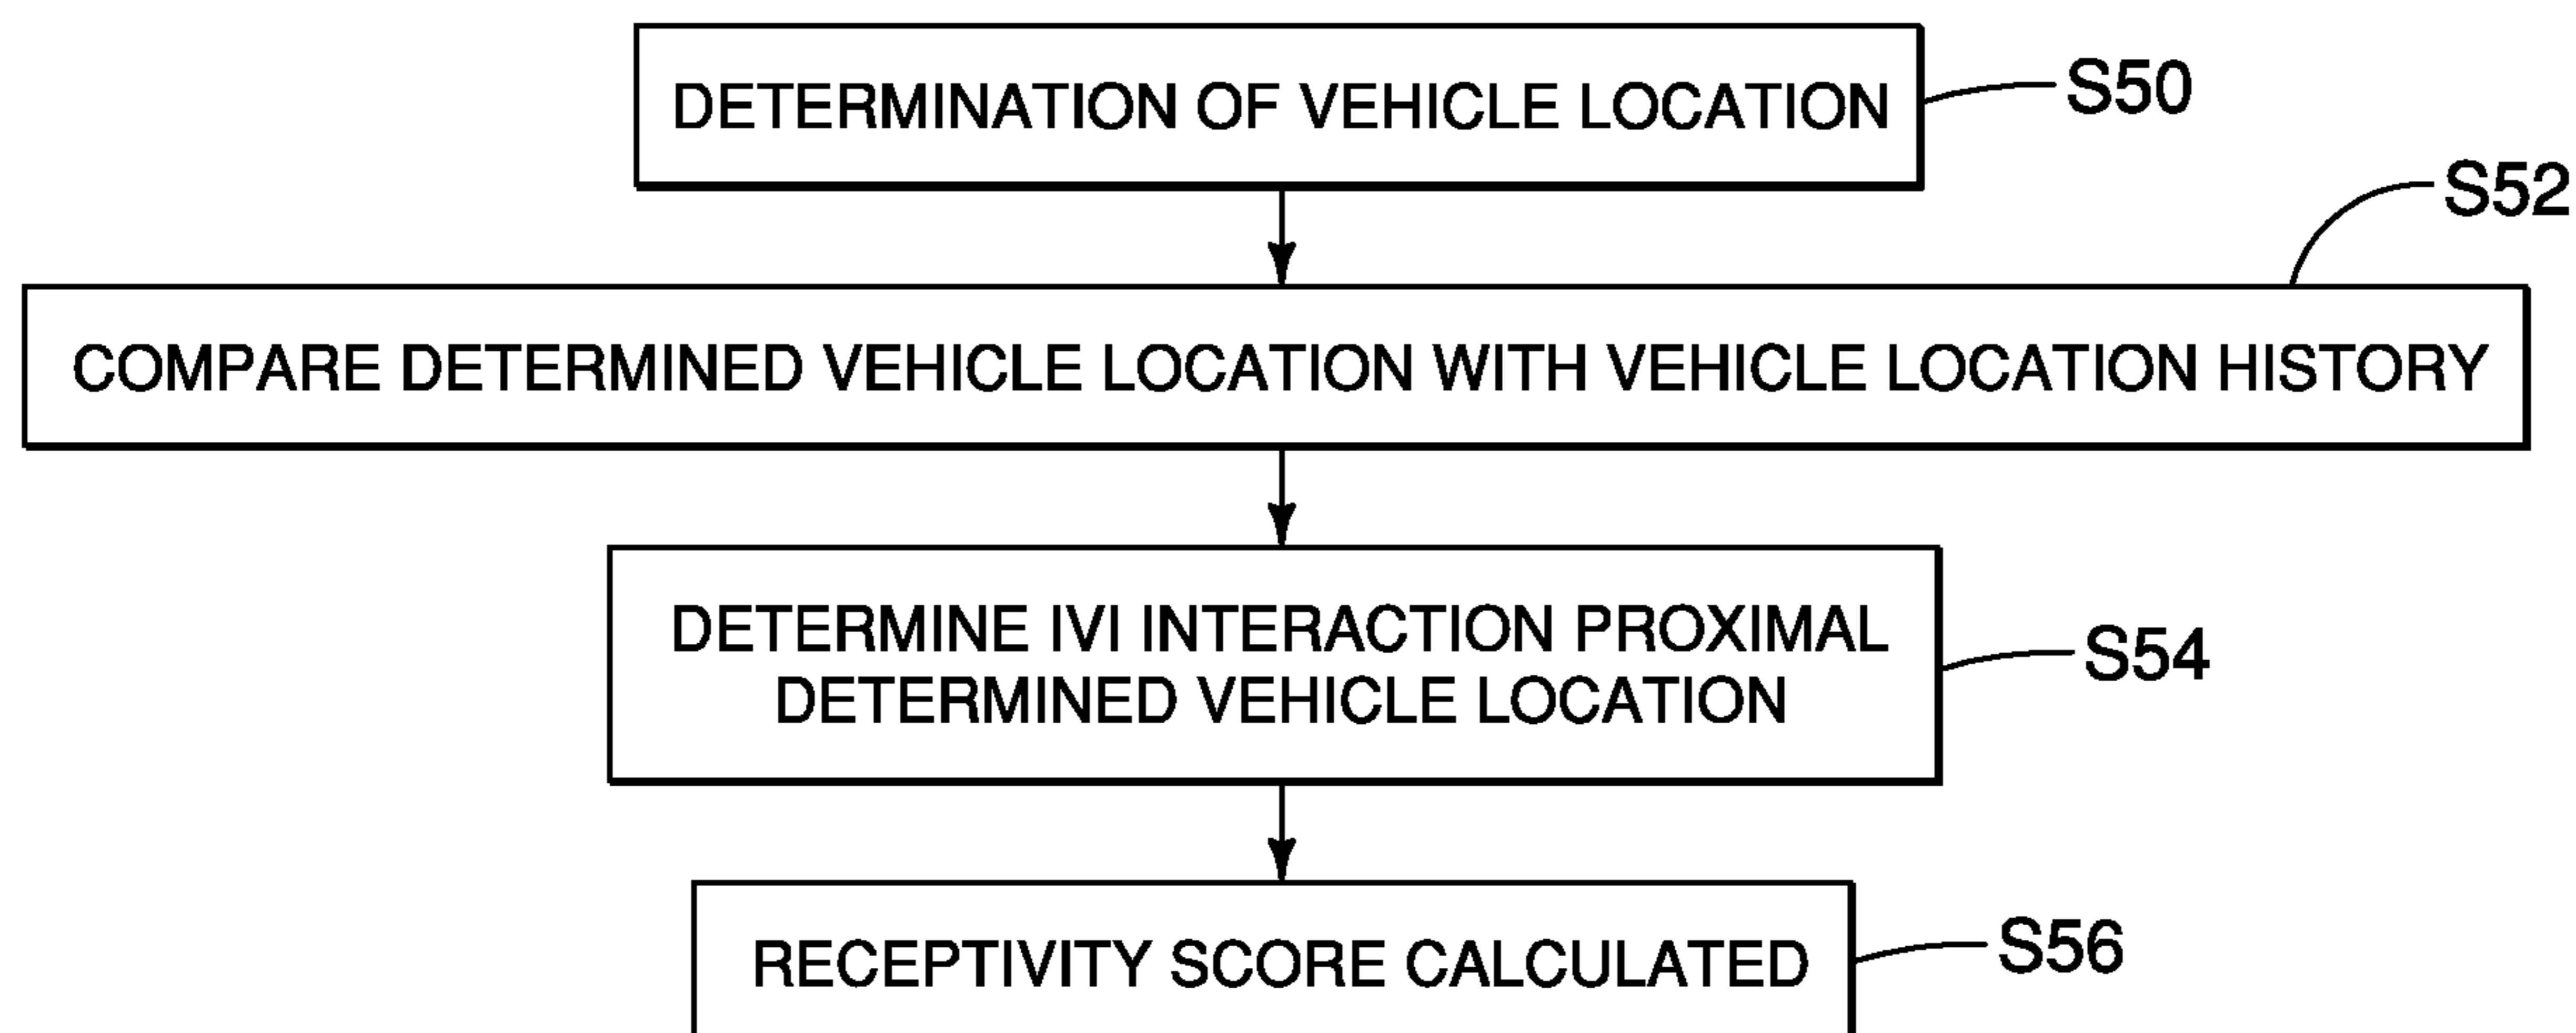 DETERMINATION OF VEHICLE LOCATION
S50
S52
COMPARE DETERMINED VEHICLE LOCATION WITH VEHICLE LOCATION HISTORY
DETERMINE IVI INTERACTION PROXIMAL
DETERMINED VEHICLE LOCATION
S54
RECEPTIVITY SCORE CALCULATED
S56